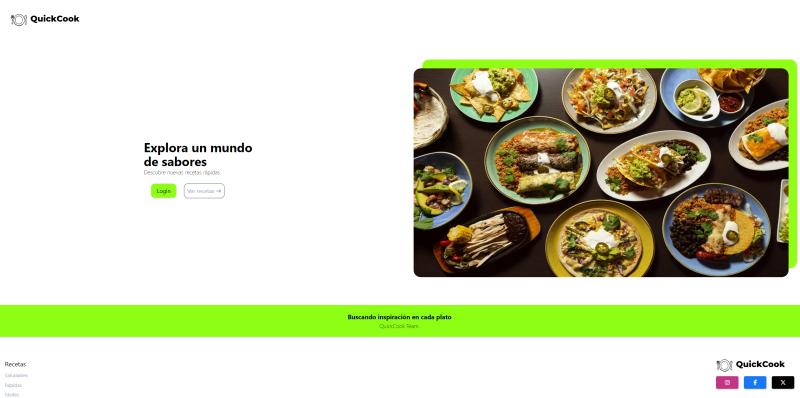 QuickCook
Explora un mundo
de sabores
Descubre nuevas recetas rápidas.
Login
Ver recetas →
Buscando inspiración en cada plato
QuickCook Team.
Recetas
Saludables
Rápidas
Fáciles
QuickCook